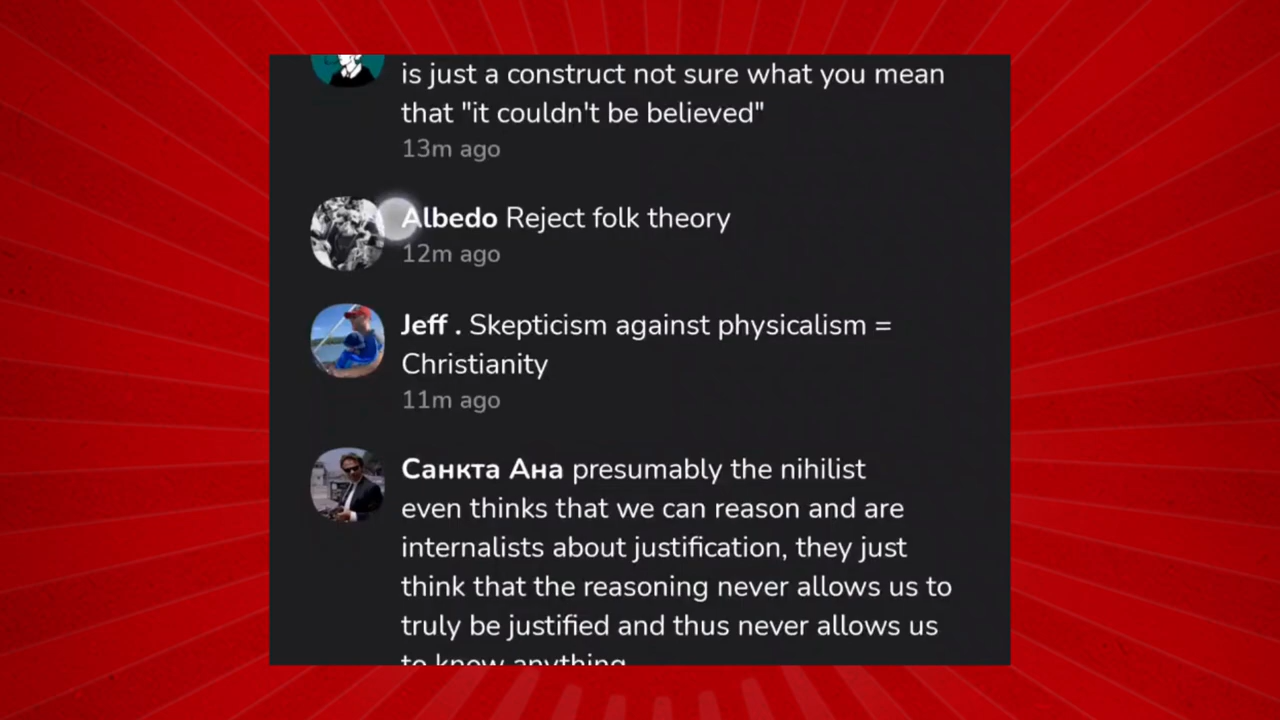 is just a construct not sure what you mean
that "it couldn't be believed"
13m ago
Albedo Reject folk theory
12m ago
Jeff . Skepticism against physicalism =
Christianity
11m ago
Санкта Ана presumably the nihilist
even thinks that we can reason and are
internalists about justification, they just
think that the reasoning never allows us to
truly be justified and thus never allows us
to know anything